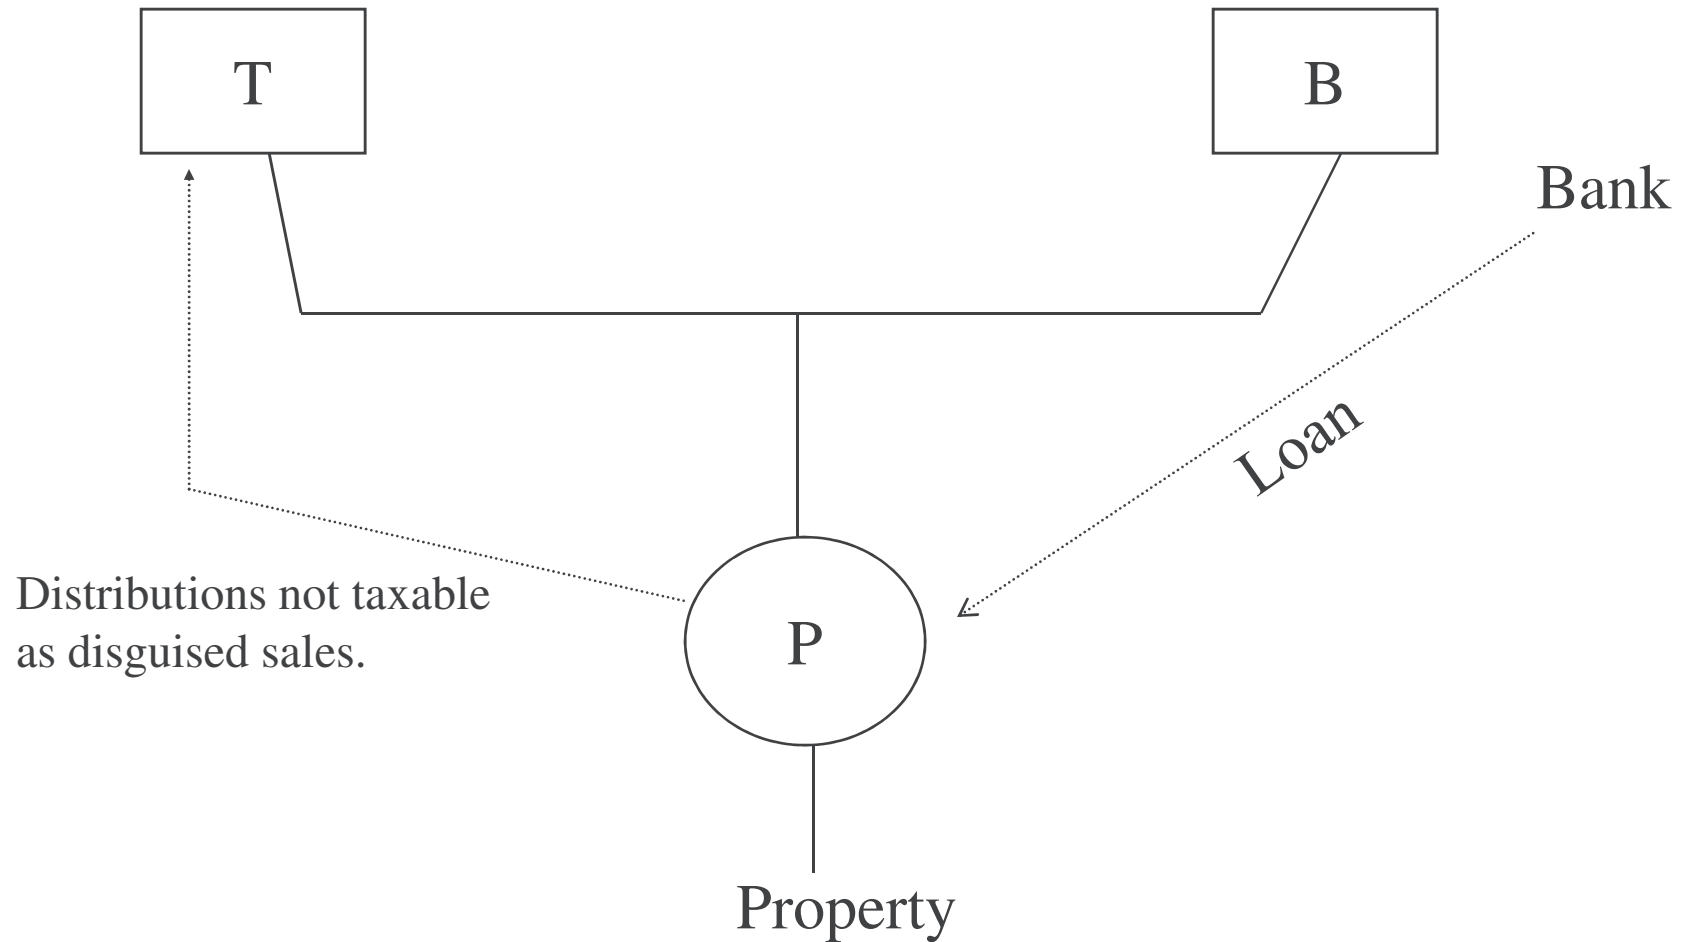 T
B
Bank
Loan
Distributions not taxable
as disguised sales.
P
Property